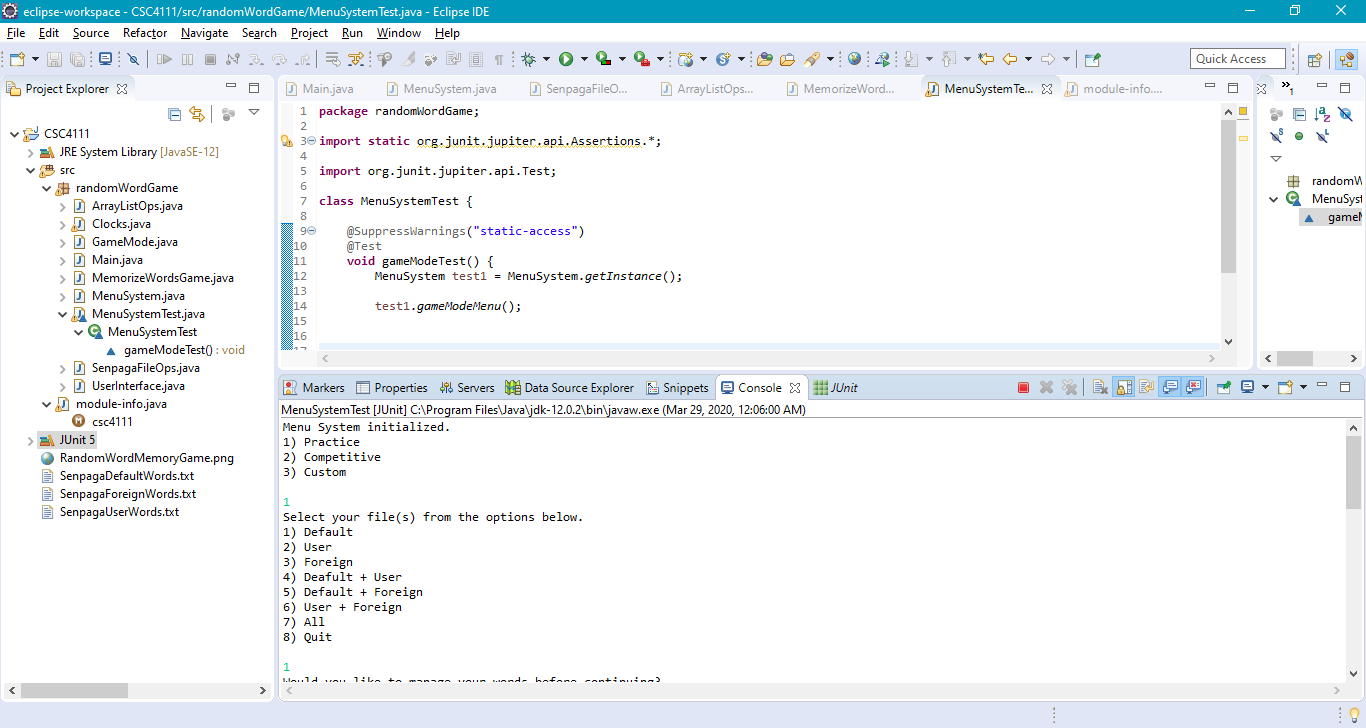 eclipse-workspace - CSC4111/src/randomWordGame/MenuSystemTest.java - Eclipse IDE
File Edit Source Refactor Navigate Search Project Run Window Help
Quick Access
Project Explorer
CSC4111
JRE System Library [JavaSE-12]
src
randomWordGame
ArrayListOps.java
Clocks.java
GameMode.java
Main.java
MemorizeWordsGame.java
MenuSystem.java
MenuSystemTest.java
MenuSystemTest
gameModeTest() : void
SenpagaFileOps.java
UserInterface.java
module-info.java
csc4111
JUnit 5
RandomWordMemoryGame.png
SenpagaDefaultWords.txt
SenpagaForeignWords.txt
SenpagaUserWords.txt
Main.java MenuSystem.java SenpagaFileO... ArrayListOps... MemorizeWord... MenuSystemTe... module-info....
1 package randomWordGame;
2
3 import static org.junit.jupiter.api.Assertions.*;
4
5 import org.junit.jupiter.api.Test;
6
7 class MenuSystemTest {
8
9 @SuppressWarnings("static-access")
10 @Test
11 void gameModeTest() {
12 MenuSystem test1 = MenuSystem.getInstance();
13
14 test1.gameModeMenu();
15
16
17
»1
randomW
MenuSyst
gameM
Markers Properties Servers Data Source Explorer Snippets Console JUnit
MenuSystemTest [JUnit] C:\Program Files\Java\jdk-12.0.2\bin\javaw.exe (Mar 29, 2020, 12:06:00 AM)
Menu System initialized.
1) Practice
2) Competitive
3) Custom
1
Select your file(s) from the options below.
1) Default
2) User
3) Foreign
4) Deafult + User
5) Default + Foreign
6) User + Foreign
7) All
8) Quit
1
Would you like to manage your words before continuing?